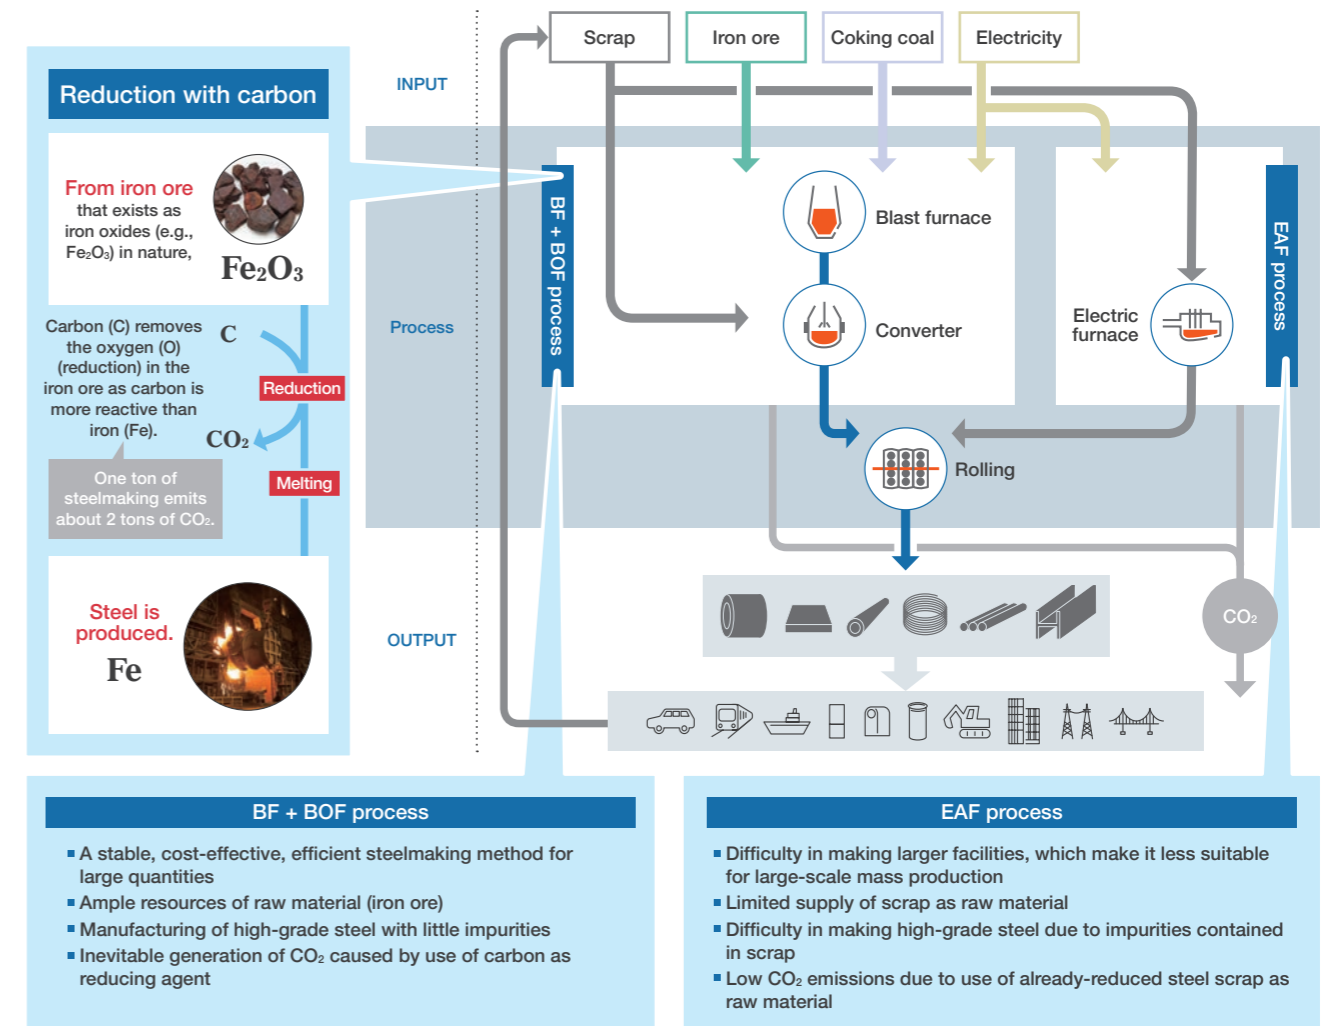 Reduction with carbon
From iron ore
that exists as
iron oxides (e.g.,
Fe₂O₃) in nature,
Fe₂O₃
Carbon (C) removes
the oxygen (O)
(reduction) in the
iron ore as carbon is
more reactive than
iron (Fe).
C
Reduction
CO₂
Melting
One ton of
steelmaking emits
about 2 tons of CO₂.
Steel is
produced.
Fe
INPUT
Process
OUTPUT
Scrap
Iron ore
Coking coal
Electricity
BF + BOF process
Blast furnace
Converter
Electric
furnace
EAF process
Rolling
CO₂
BF + BOF process
▪ A stable, cost-effective, efficient steelmaking method for
large quantities
▪ Ample resources of raw material (iron ore)
▪ Manufacturing of high-grade steel with little impurities
▪ Inevitable generation of CO₂ caused by use of carbon as
reducing agent
EAF process
▪ Difficulty in making larger facilities, which make it less suitable
for large-scale mass production
▪ Limited supply of scrap as raw material
▪ Difficulty in making high-grade steel due to impurities contained
in scrap
▪ Low CO₂ emissions due to use of already-reduced steel scrap as
raw material